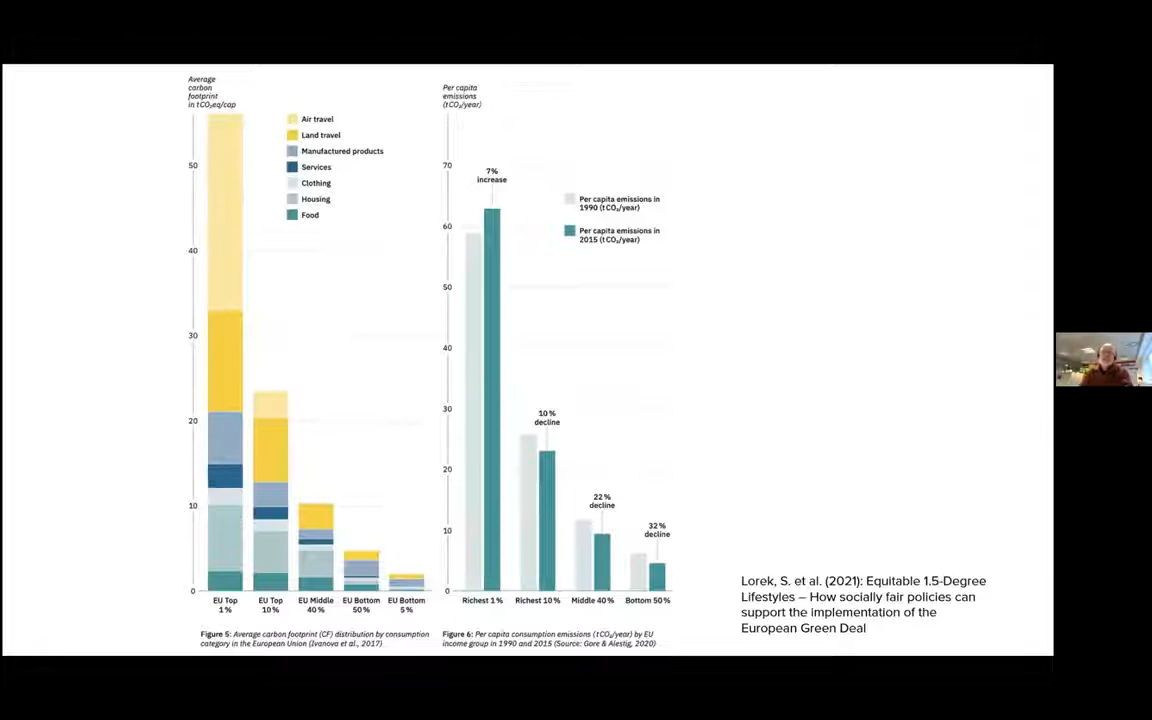 Average
carbon
footprint
in tCO₂eq/cap
50
40
30
20
10
0
Air travel
Land travel
Manufactured products
Services
Clothing
Housing
Food
EU Top
1 %
EU Top
10 %
EU Middle
40 %
EU Bottom
50 %
EU Bottom
5 %
Figure 5: Average carbon footprint (CF) distribution by consumption
category in the European Union (Ivanova et al., 2017)
Per capita
emissions
(tCO₂/year)
70
60
50
40
30
20
10
0
7%
increase
10 %
decline
22 %
decline
32 %
decline
Per capita emissions in
1990 (tCO₂/year)
Per capita emissions in
2015 (tCO₂/year)
Richest 1 %
Richest 10 %
Middle 40 %
Bottom 50 %
Figure 6: Per capita consumption emissions (tCO₂/year) by EU
income group in 1990 and 2015 (Source: Gore & Alestig, 2020)
Lorek, S. et al. (2021): Equitable 1.5-Degree
Lifestyles – How socially fair policies can
support the implementation of the
European Green Deal